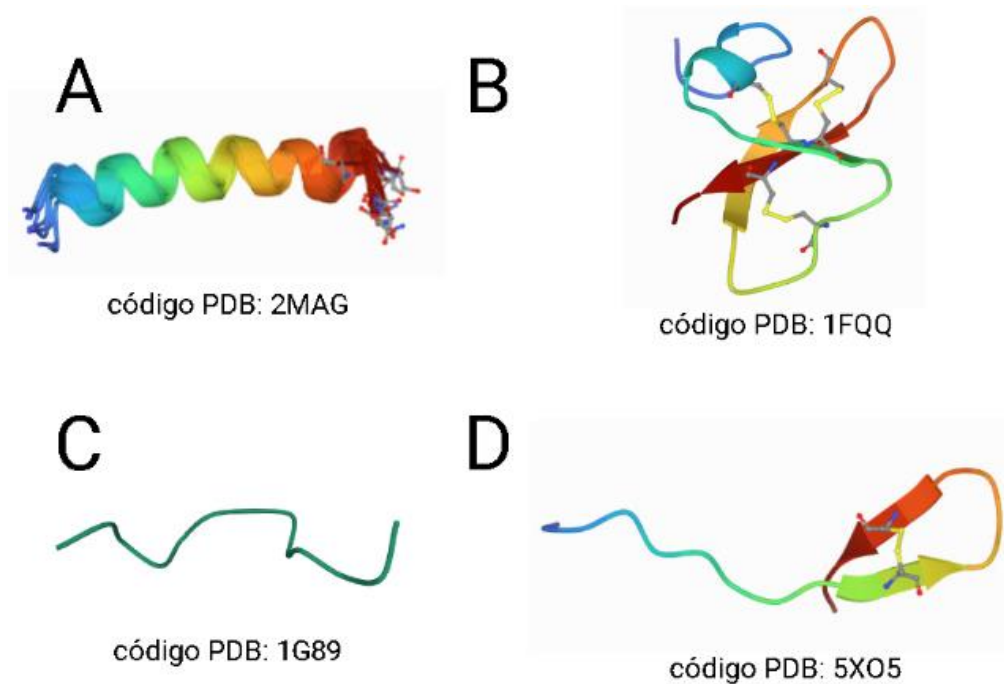 A
B
código PDB: 2MAG
código PDB: 1FQQ
C
D
código PDB: 1G89
código PDB: 5XO5